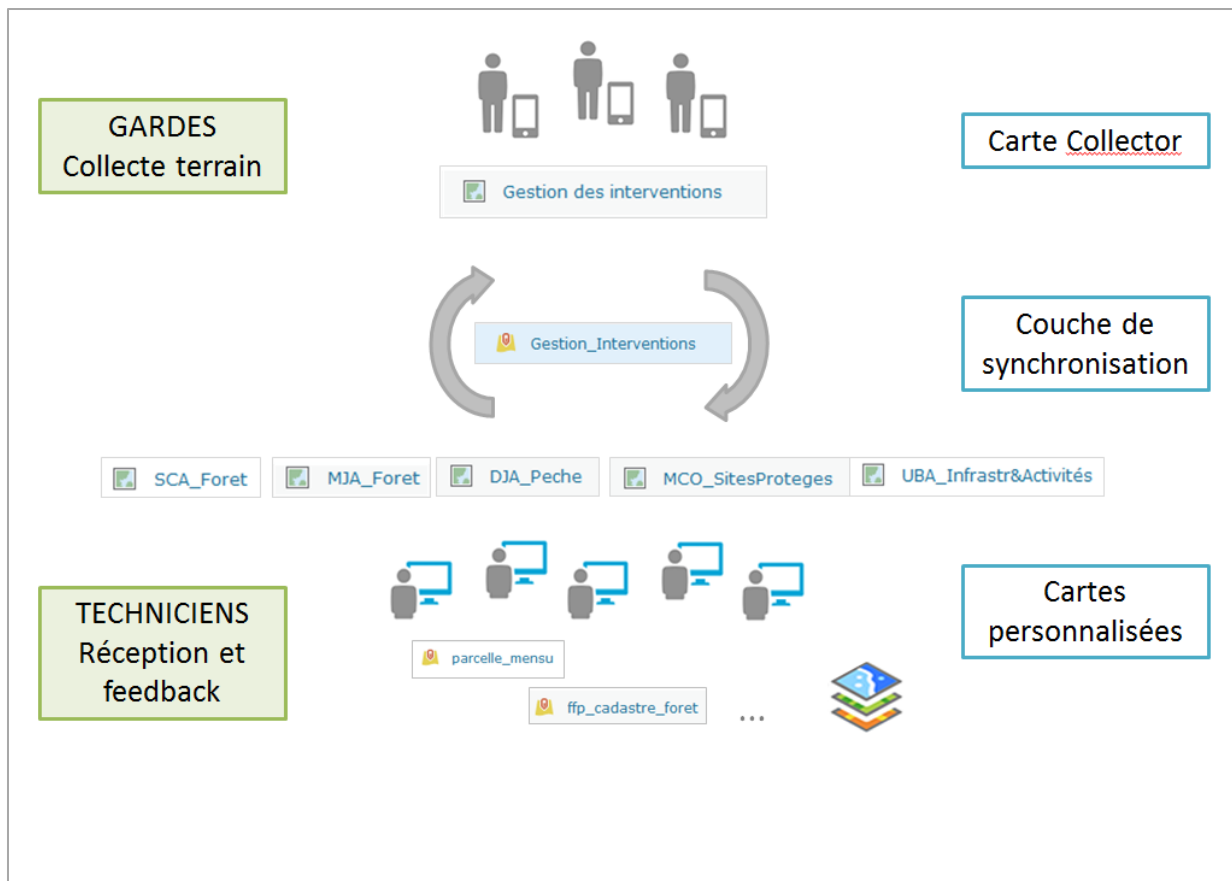 GARDES
Collecte terrain
Carte Collector
Gestion des interventions
Gestion_Interventions
Couche de
synchronisation
SCA_Foret
MJA_Foret
DJA_Peche
MCO_SitesProteges
UBA_Infrastr&Activités
TECHNICIENS
Réception et
feedback
Cartes
personnalisées
parcelle_mensu
ffp_cadastre_foret
...